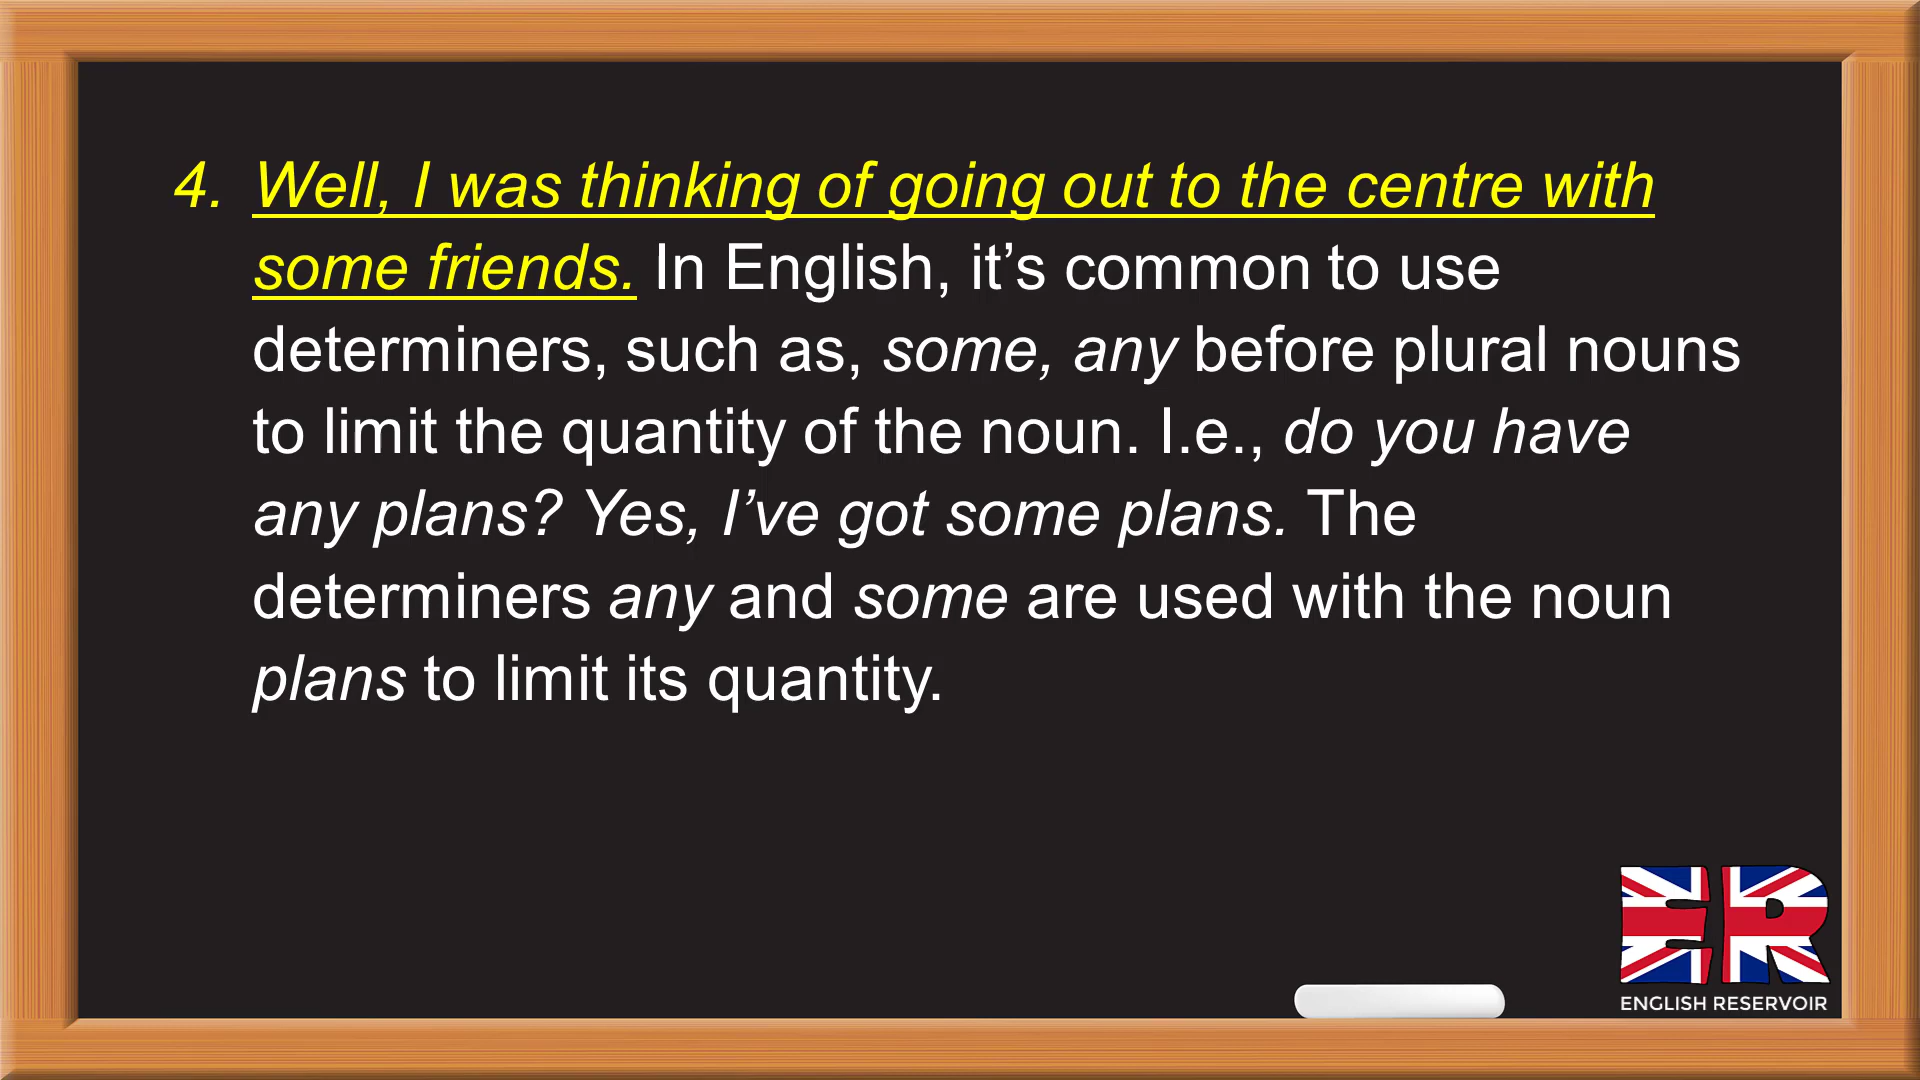 4. Well, I was thinking of going out to the centre with
some friends. In English, it’s common to use
determiners, such as, some, any before plural nouns
to limit the quantity of the noun. I.e., do you have
any plans? Yes, I’ve got some plans. The
determiners any and some are used with the noun
plans to limit its quantity.
ER
ENGLISH RESERVOIR